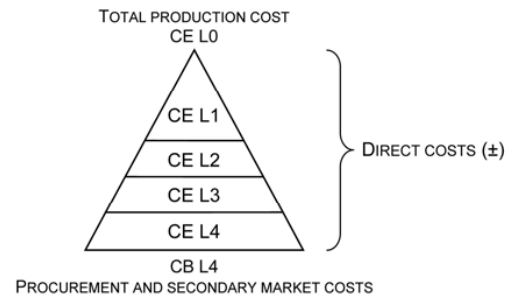 TOTAL PRODUCTION COST
CE L0
CE L1
CE L2
CE L3
CE L4
DIRECT COSTS (±)
CB L4
PROCUREMENT AND SECONDARY MARKET COSTS